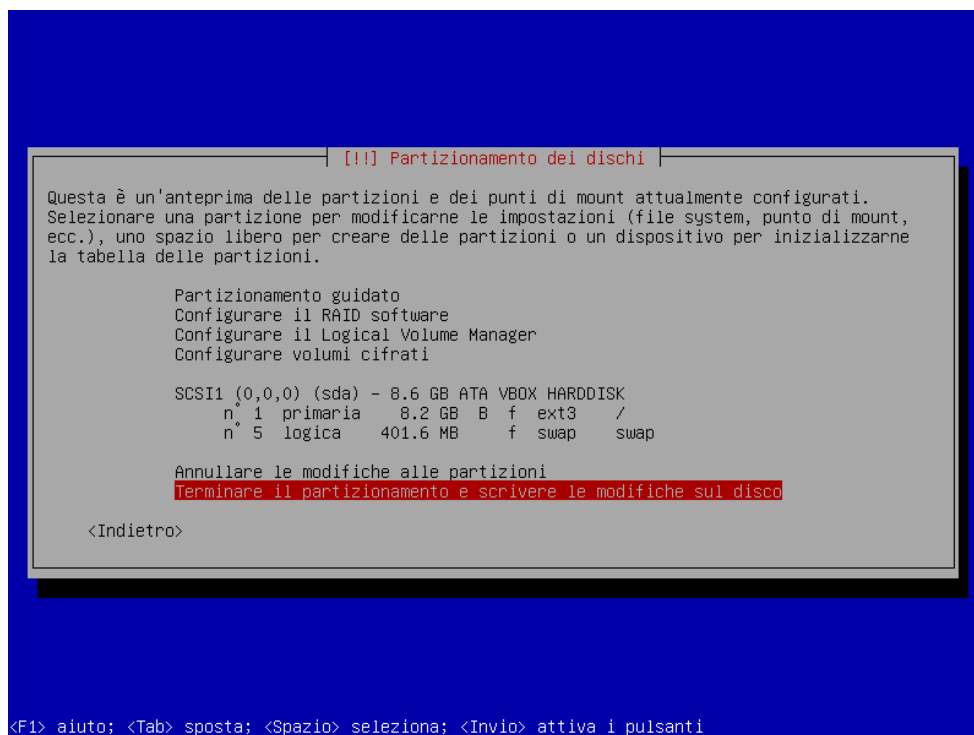 [!!] Partizionamento dei dischi
Questa è un'anteprima delle partizioni e dei punti di mount attualmente configurati.
Selezionare una partizione per modificarne le impostazioni (file system, punto di mount,
ecc.), uno spazio libero per creare delle partizioni o un dispositivo per inizializzarne
la tabella delle partizioni.
Partizionamento guidato
Configurare il RAID software
Configurare il Logical Volume Manager
Configurare volumi cifrati
SCSI1 (0,0,0) (sda) - 8.6 GB ATA VBOX HARDDISK
n° 1 primaria 8.2 GB B f ext3 /
n° 5 logica 401.6 MB f swap swap
Annullare le modifiche alle partizioni
Terminare il partizionamento e scrivere le modifiche sul disco
<Indietro>
<F1> aiuto; <Tab> sposta; <Spazio> seleziona; <Invio> attiva i pulsanti